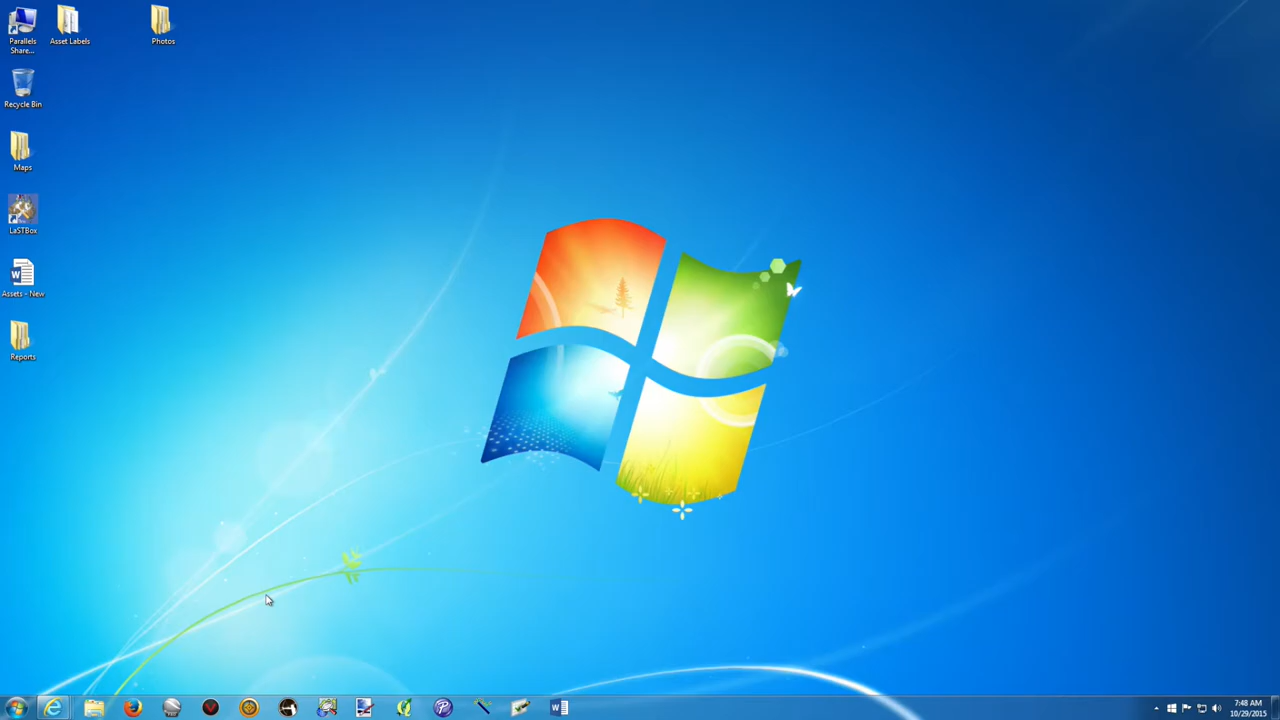 Parallels
Share...
Asset Labels
Photos
Recycle Bin
Maps
LaSTBox
Assets - New
Reports
7:48 AM
10/29/2015